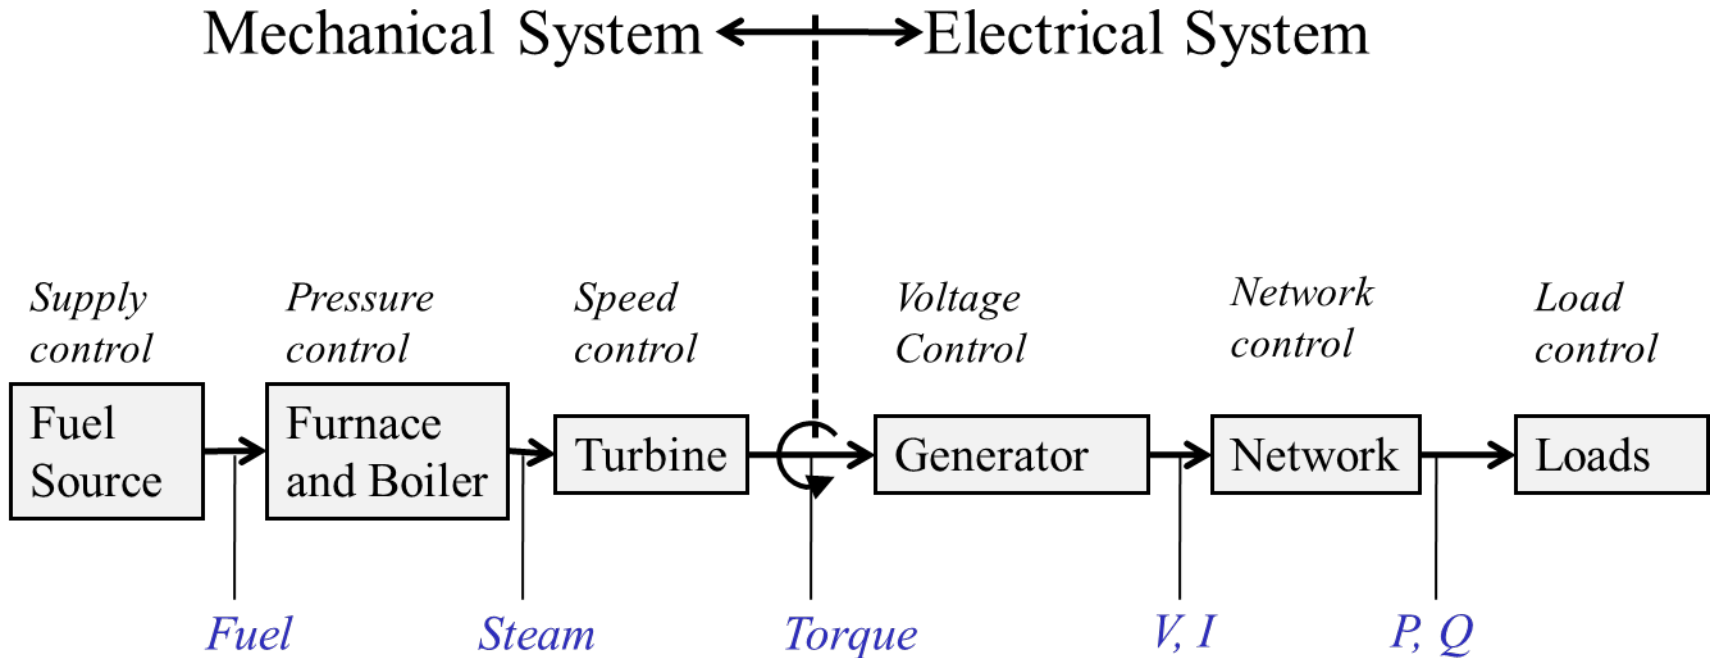 Mechanical System
Electrical System
Supply
control
Pressure
control
Speed
control
Voltage
Control
Network
control
Load
control
Fuel
Source
Furnace
and Boiler
Turbine
Generator
Network
Loads
Fuel
Steam
Torque
V, I
P, Q